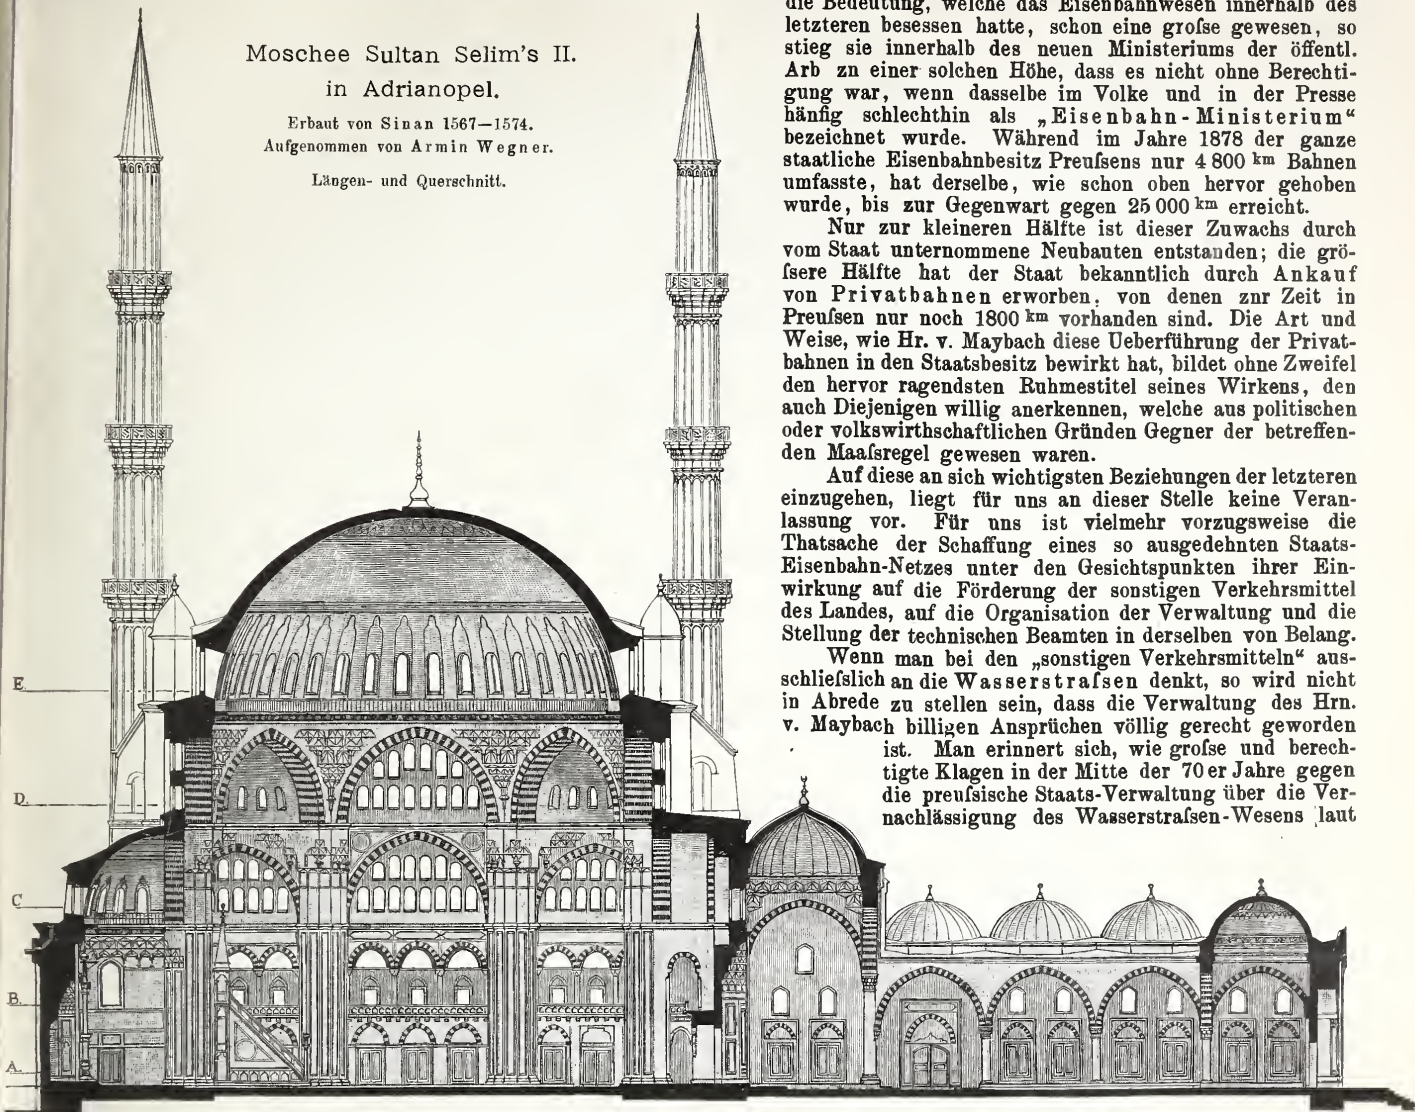 Moschee Sultan Selim's II.
in Adrianopel.
Erbaut von Sinan 1567—1574.
Aufgenommen von Armin Wegner.
Längen- und Querschnitt.
E.
D.
C
B.
A.
die Bedeutung, welche das Eisenbahnwesen innerhalb des
letzteren besessen hatte, schon eine groſse gewesen, so
stieg sie innerhalb des neuen Ministeriums der öffentl.
Arb zn einer solchen Höhe, dass es nicht ohne Berechti-
gung war, wenn dasselbe im Volke und in der Presse
häufig schlechthin als „Eisenbahn-Ministerium“
bezeichnet wurde. Während im Jahre 1878 der ganze
staatliche Eisenbahnbesitz Preuſsens nur 4 800 km Bahnen
umfasste, hat derselbe, wie schon oben hervor gehoben
wurde, bis zur Gegenwart gegen 25 000 km erreicht.
Nur zur kleineren Hälfte ist dieser Zuwachs durch
vom Staat unternommene Neubauten entstanden; die grö-
ſsere Hälfte hat der Staat bekanntlich durch Ankauf
von Privatbahnen erworben, von denen znr Zeit in
Preuſsen nur noch 1800 km vorhanden sind. Die Art und
Weise, wie Hr. v. Maybach diese Ueberführung der Privat-
bahnen in den Staatsbesitz bewirkt hat, bildet ohne Zweifel
den hervor ragendsten Ruhmestitel seines Wirkens, den
auch Diejenigen willig anerkennen, welche aus politischen
oder volkswirthschaftlichen Gründen Gegner der betreffen-
den Maaſsregel gewesen waren.
Auf diese an sich wichtigsten Beziehungen der letzteren
einzugehen, liegt für uns an dieser Stelle keine Veran-
lassung vor. Für uns ist vielmehr vorzugsweise die
Thatsache der Schaffung eines so ausgedehnten Staats-
Eisenbahn-Netzes unter den Gesichtspunkten ihrer Ein-
wirkung auf die Förderung der sonstigen Verkehrsmittel
des Landes, auf die Organisation der Verwaltung und die
Stellung der technischen Beamten in derselben von Belang.
Wenn man bei den „sonstigen Verkehrsmitteln“ aus-
schlieſslich an die Wasserstraſsen denkt, so wird nicht
in Abrede zu stellen sein, dass die Verwaltung des Hrn.
v. Maybach billigen Ansprüchen völlig gerecht geworden
ist. Man erinnert sich, wie groſse und berech-
tigte Klagen in der Mitte der 70 er Jahre gegen
die preuſsische Staats-Verwaltung über die Ver-
nachlässigung des Wasserstraſsen-Wesens laut